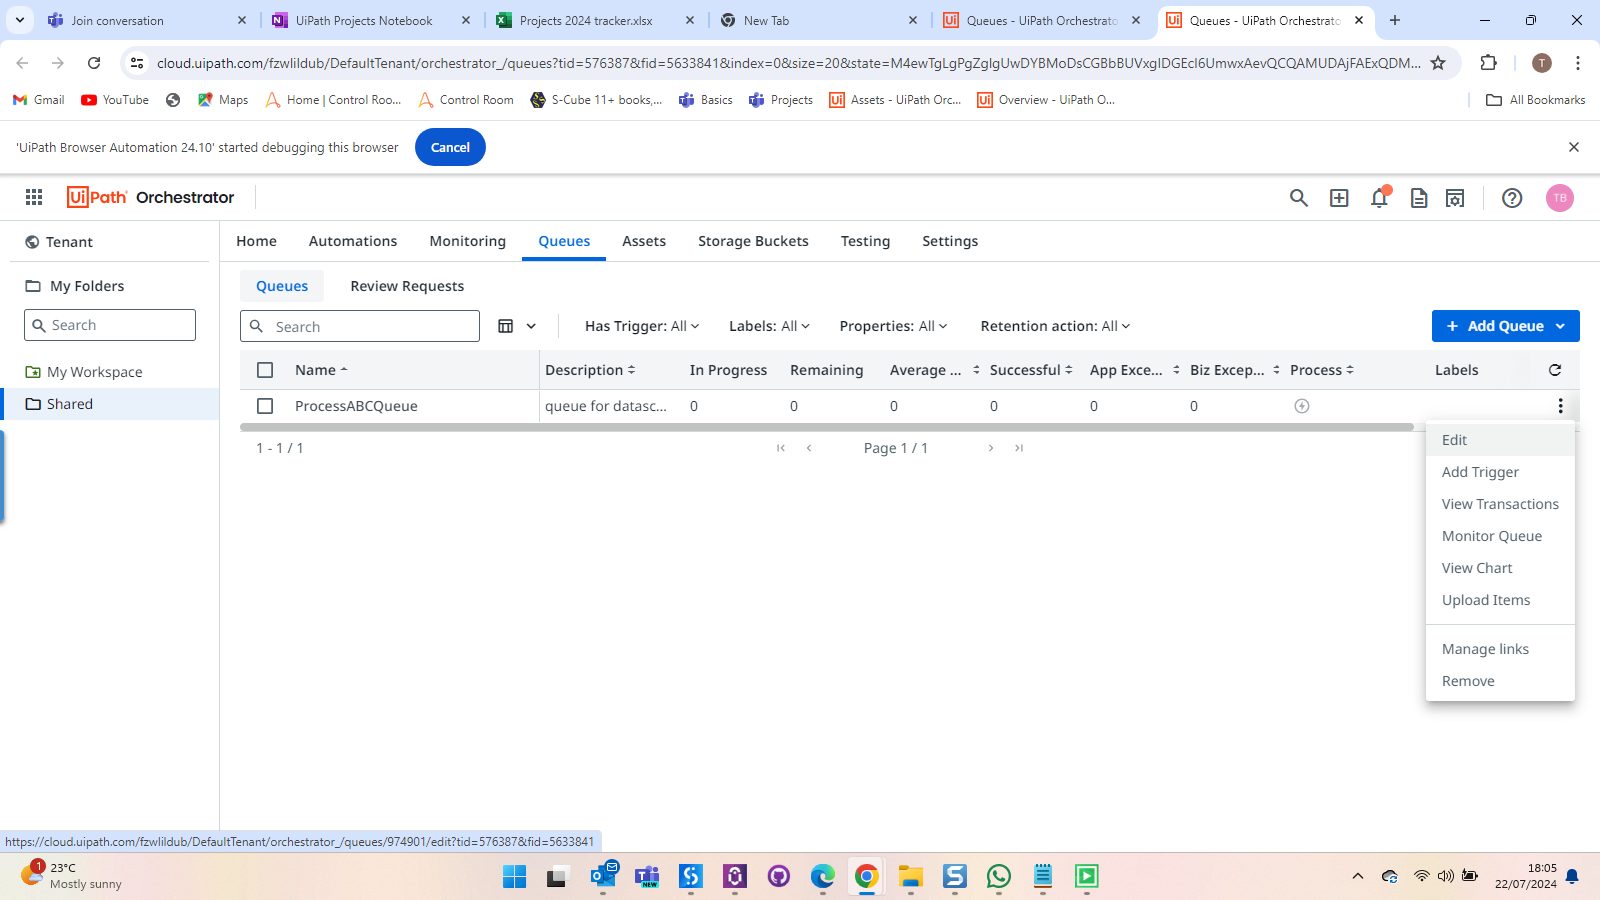 Join conversation
UiPath Projects Notebook
Projects 2024 tracker.xlsx
New Tab
Queues - UiPath Orchestrato
Queues - UiPath Orchestrato
cloud.uipath.com/fzwlildub/DefaultTenant/orchestrator_/queues?tid=576387&fid=5633841&index=0&size=20&state=M4ewTgLgPgZglgUwDYBMoDsCGBbBUVxgIDGEcl6UmwxAevQCQAMUDAjFAExQDM...
T
Gmail
YouTube
Maps
Home | Control Roo...
Control Room
S-Cube 11+ books,...
Basics
Projects
Assets - UiPath Orc...
Overview - UiPath O...
All Bookmarks
'UiPath Browser Automation 24.10' started debugging this browser
Cancel
UiPath Orchestrator
TB
Tenant
Home
Automations
Monitoring
Queues
Assets
Storage Buckets
Testing
Settings
My Folders
Search
My Workspace
Shared
Queues
Review Requests
Search
Has Trigger: All
Labels: All
Properties: All
Retention action: All
+ Add Queue
Name
Description
In Progress
Remaining
Average ...
Successful
App Exce...
Biz Excep...
Process
Labels
ProcessABCQueue
queue for datasc...
0
0
0
0
0
0
1 - 1 / 1
Page 1 / 1
Edit
Add Trigger
View Transactions
Monitor Queue
View Chart
Upload Items
Manage links
Remove
https://cloud.uipath.com/fzwlildub/DefaultTenant/orchestrator_/queues/974901/edit?tid=576387&fid=5633841
1
23°C
Mostly sunny
NEW
18:05
22/07/2024